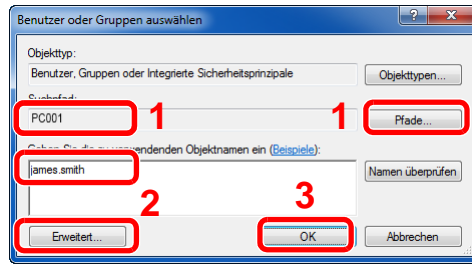 Benutzer oder Gruppen auswählen
Objekttyp:
Benutzer, Gruppen oder Integrierte Sicherheitsprinzipale
Objekttypen...
Suchpfad:
PC001
1
1
Pfade...
Geben Sie die zu verwendenden Objektnamen ein (Beispiele):
james.smith
Namen überprüfen
2
3
Erweitert...
OK
Abbrechen